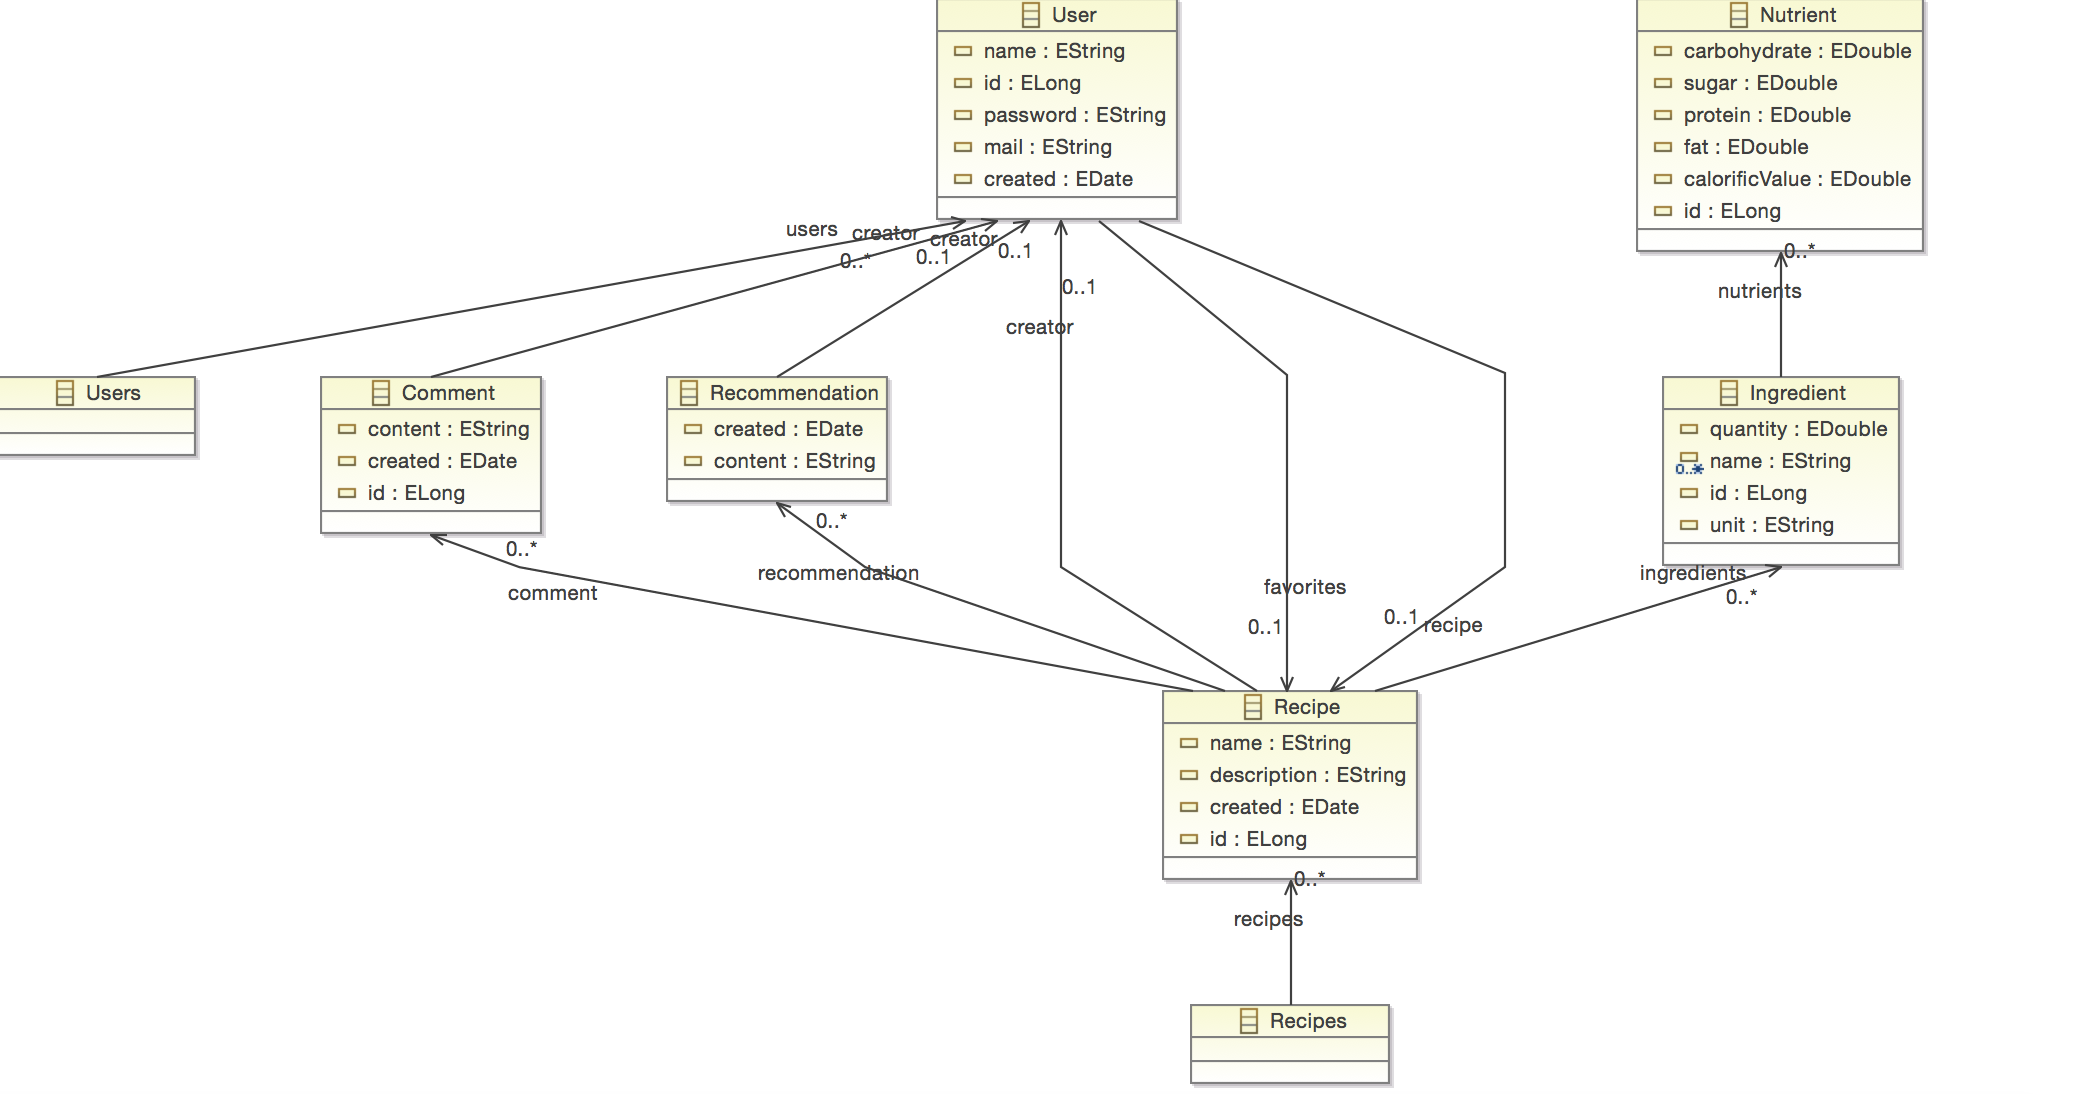 User
name : EString
id : ELong
password : EString
mail : EString
created : EDate
Nutrient
carbohydrate : EDouble
sugar : EDouble
protein : EDouble
fat : EDouble
calorificValue : EDouble
id : ELong
users
creator
creator
0..*
0..1
0..1
0..1
creator
0..*
nutrients
Users
Comment
content : EString
created : EDate
id : ELong
Recommendation
created : EDate
content : EString
Ingredient
quantity : EDouble
0..*
name : EString
id : ELong
unit : EString
0..*
comment
0..*
recommendation
favorites
0..1
0..1
recipe
ingredients
0..*
Recipe
name : EString
description : EString
created : EDate
id : ELong
0..*
recipes
Recipes